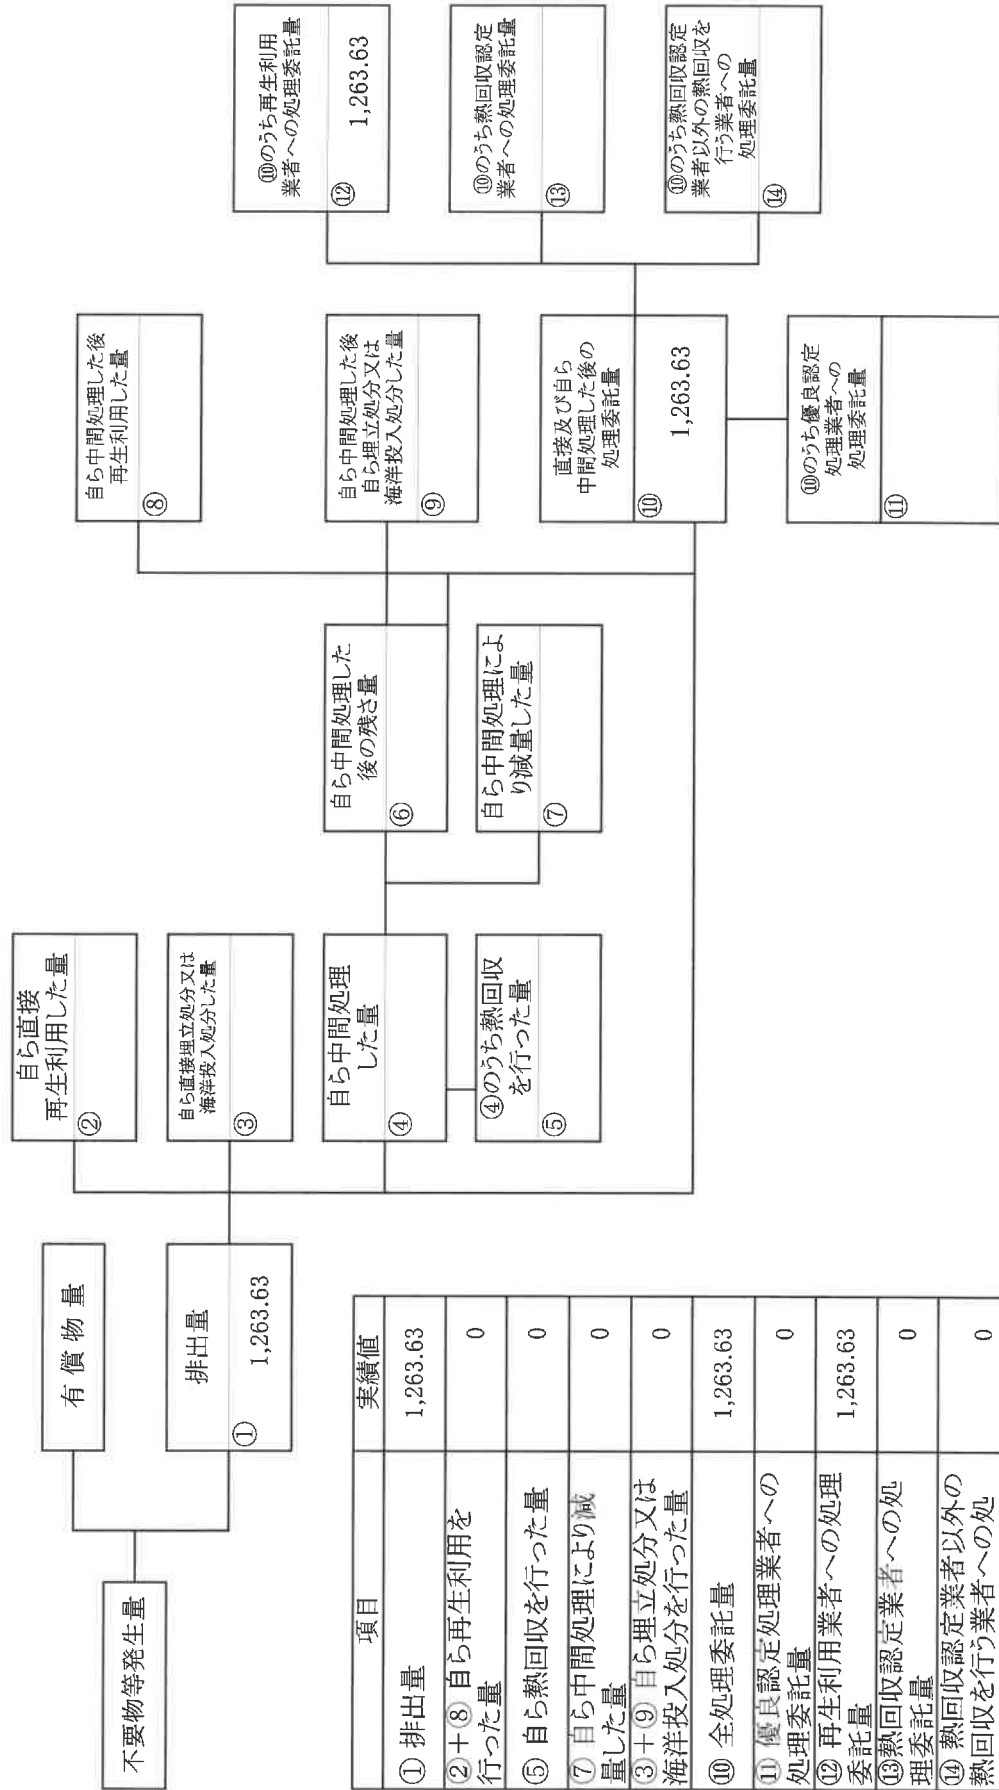 不要物等発生量
有償物量
排出量
①
1,263.63
自ら直接
再生利用した量
②
自ら直接埋立処分又は
海洋投入処分した量
③
自ら中間処理
した量
④
④のうち熱回収
を行った量
⑤
自ら中間処理した
後の残さ量
⑥
自ら中間処理によ
り減量した量
⑦
自ら中間処理した後
再生利用した量
⑧
自ら中間処理した後
自ら埋立処分又は
海洋投入処分した量
⑨
直接及び自ら
中間処理した後の
処理委託量
⑩
1,263.63
⑩のうち優良認定
処理業者への
処理委託量
⑪
⑩のうち再生利用
業者への処理委託量
⑫
1,263.63
⑩のうち熱回収認定
業者への処理委託量
⑬
⑩のうち熱回収認定
業者以外の熱回収を
行う業者への
処理委託量
⑭
項目 実績値
① 排出量 1,263.63
②＋⑧ 自ら再生利用を
行った量 0
⑤ 自ら熱回収を行った量 0
⑦ 自ら中間処理により減
量した量 0
③＋⑨ 自ら埋立処分又は
海洋投入処分を行った量 0
⑩ 全処理委託量 1,263.63
⑪ 優良認定処理業者への
処理委託量 0
⑫ 再生利用業者への処理
委託量 1,263.63
⑬熱回収認定業者への処
理委託量 0
⑭ 熱回収認定業者以外の
熱回収を行う業者への処 0